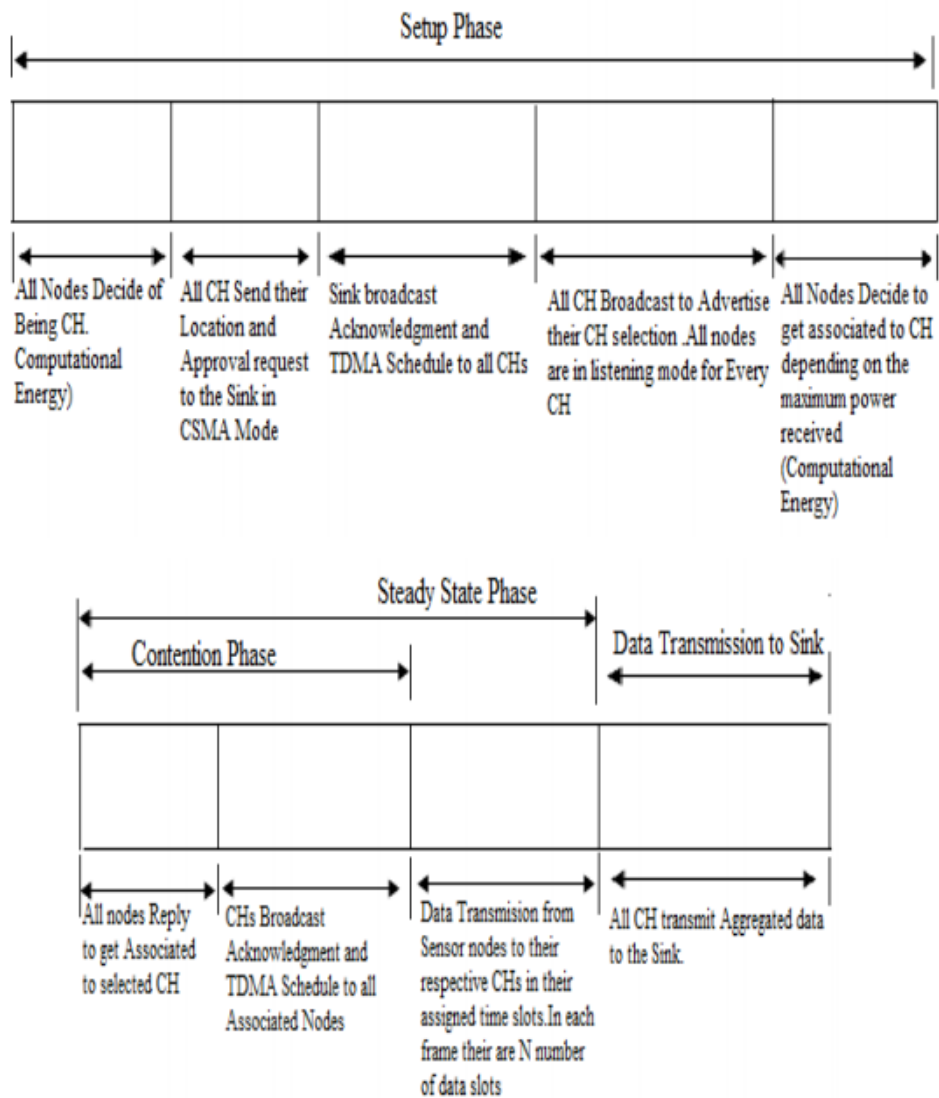 Setup Phase
All Nodes Decide of
Being CH.
Computational
Energy)
All CH Send their
Location and
Approval request
to the Sink in
CSMA Mode
Sink broadcast
Acknowledgment and
TDMA Schedule to all CHs
All CH Broadcast to Advertise
their CH selection .All nodes
are in listening mode for Every
CH
All Nodes Decide to
get associated to CH
depending on the
maximum power
received
(Computational
Energy)
Steady State Phase
Contention Phase
Data Transmission to Sink
All nodes Reply
to get Associated
to selected CH
CHs Broadcast
Acknowledgment and
TDMA Schedule to all
Associated Nodes
Data Transmision from
Sensor nodes to their
respective CHs in their
assigned time slots.In each
frame their are N number
of data slots
All CH transmit Aggregated data
to the Sink.